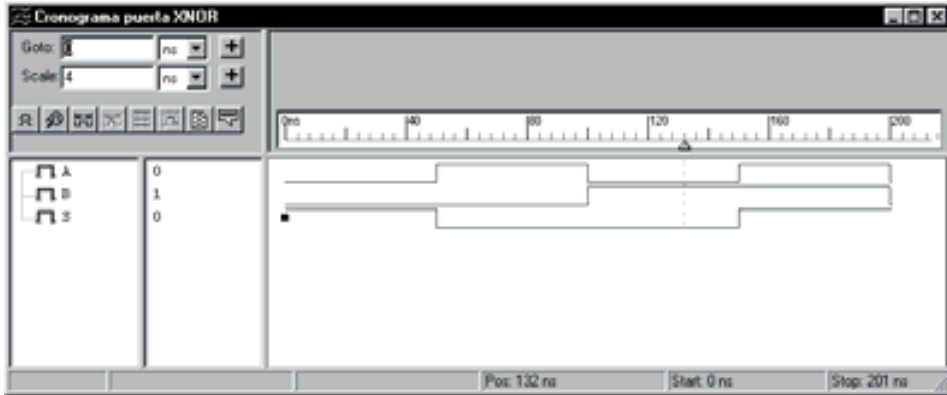 Cronograma puerta XNOR
Goto: 0 ns
Scale: 4 ns
0ns 40 80 120 160 200
A 0
B 1
S 0
Pos: 132 ns Start: 0 ns Stop: 201 ns